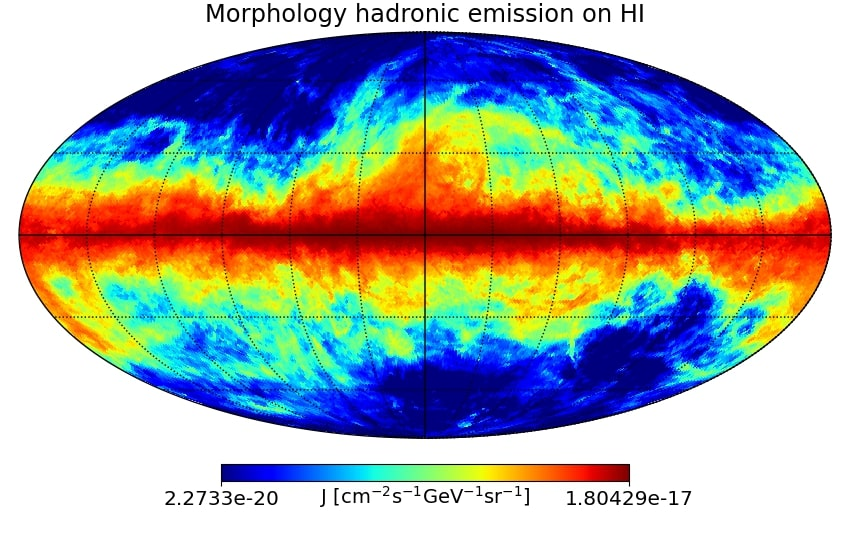 Morphology hadronic emission on HI
2.2733e-20 J [cm⁻²s⁻¹GeV⁻¹sr⁻¹] 1.80429e-17